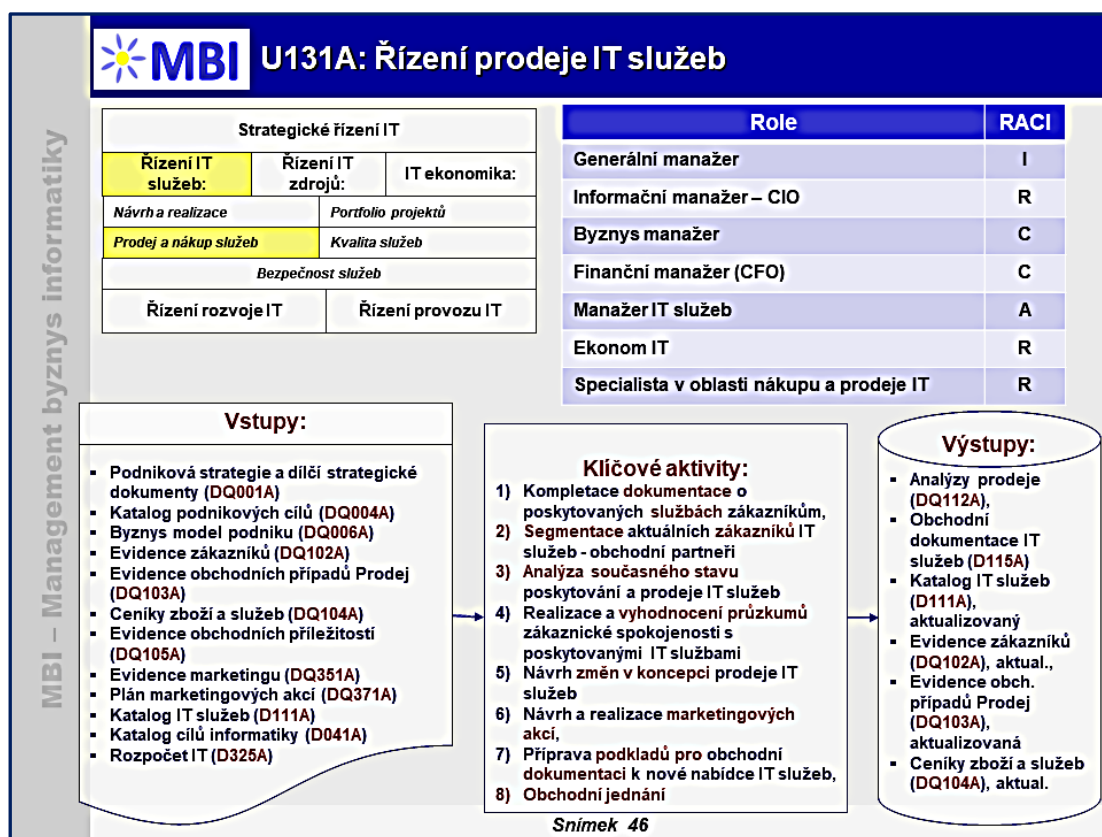 MBI
U131A: Řízení prodeje IT služeb
MBI – Management byznys informatiky
Strategické řízení IT
Řízení IT
služeb:
Řízení IT
zdrojů:
IT ekonomika:
Návrh a realizace
Portfolio projektů
Prodej a nákup služeb
Kvalita služeb
Bezpečnost služeb
Řízení rozvoje IT
Řízení provozu IT
Role RACI
Generální manažer I
Informační manažer – CIO R
Byznys manažer C
Finanční manažer (CFO) C
Manažer IT služeb A
Ekonom IT R
Specialista v oblasti nákupu a prodeje IT R
Vstupy:
▪ Podniková strategie a dílčí strategické
dokumenty (DQ001A)
▪ Katalog podnikových cílů (DQ004A)
▪ Byznys model podniku (DQ006A)
▪ Evidence zákazníků (DQ102A)
▪ Evidence obchodních případů Prodej
(DQ103A)
▪ Ceníky zboží a služeb (DQ104A)
▪ Evidence obchodních příležitostí
(DQ105A)
▪ Evidence marketingu (DQ351A)
▪ Plán marketingových akcí (DQ371A)
▪ Katalog IT služeb (D111A)
▪ Katalog cílů informatiky (D041A)
▪ Rozpočet IT (D325A)
Klíčové aktivity:
1) Kompletace dokumentace o
poskytovaných službách zákazníkům,
2) Segmentace aktuálních zákazníků IT
služeb - obchodní partneři
3) Analýza současného stavu
poskytování a prodeje IT služeb
4) Realizace a vyhodnocení průzkumů
zákaznické spokojenosti s
poskytovanými IT službami
5) Návrh změn v koncepci prodeje IT
služeb
6) Návrh a realizace marketingových
akcí,
7) Příprava podkladů pro obchodní
dokumentaci k nové nabídce IT služeb,
8) Obchodní jednání
Výstupy:
▪ Analýzy prodeje
(DQ112A),
▪ Obchodní
dokumentace IT
služeb (D115A)
▪ Katalog IT služeb
(D111A),
aktualizovaný
▪ Evidence zákazníků
(DQ102A), aktual.,
▪ Evidence obch.
případů Prodej
(DQ103A),
aktualizovaná
▪ Ceníky zboží a služeb
(DQ104A), aktual.
Snímek 46